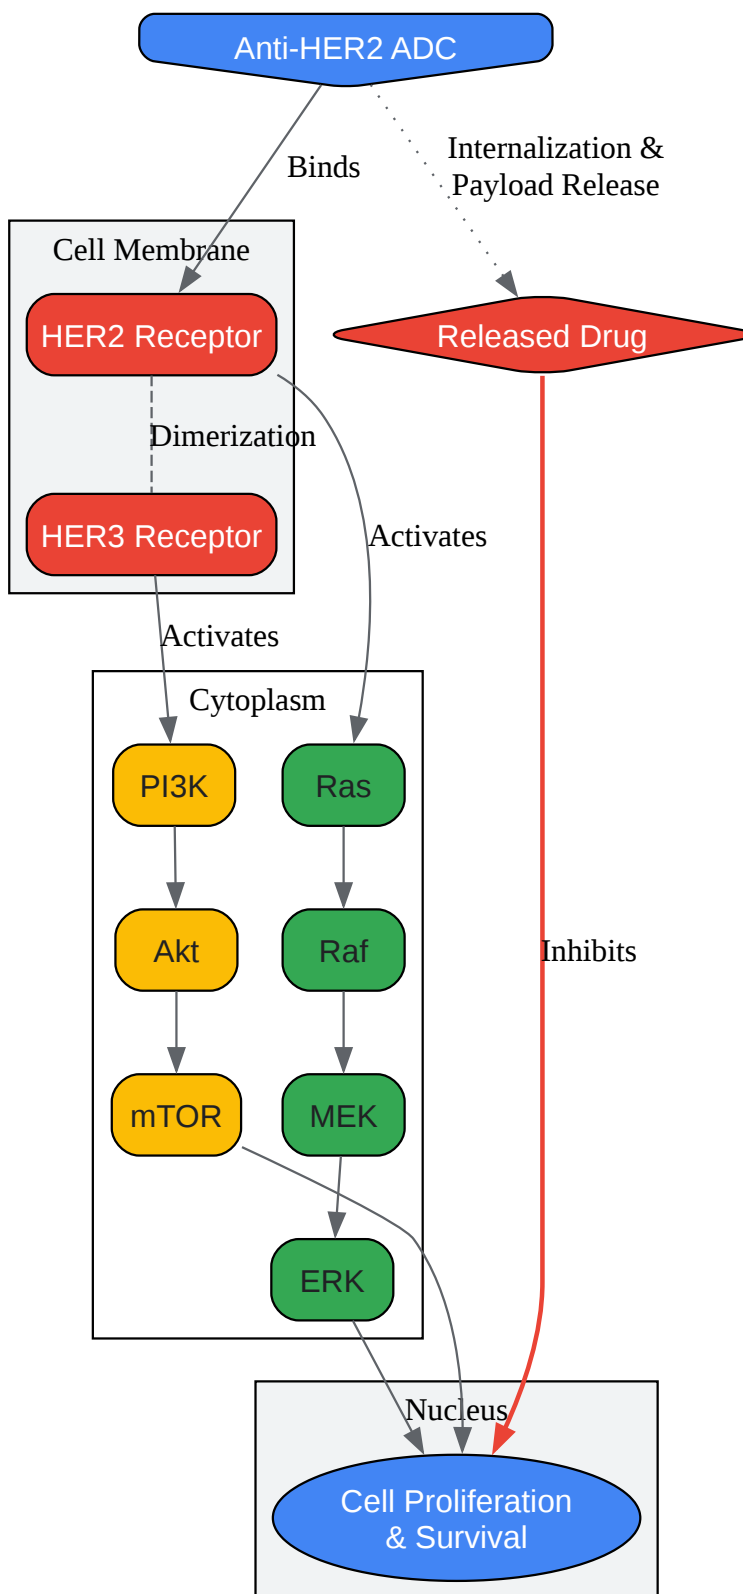 Anti-HER2 ADC
Binds
Internalization &
Payload Release
Cell Membrane
HER2 Receptor
Released Drug
Dimerization
HER3 Receptor
Activates
Activates
Cytoplasm
PI3K
Ras
Akt
Raf
Inhibits
mTOR
MEK
ERK
Nucleus
Cell Proliferation
& Survival